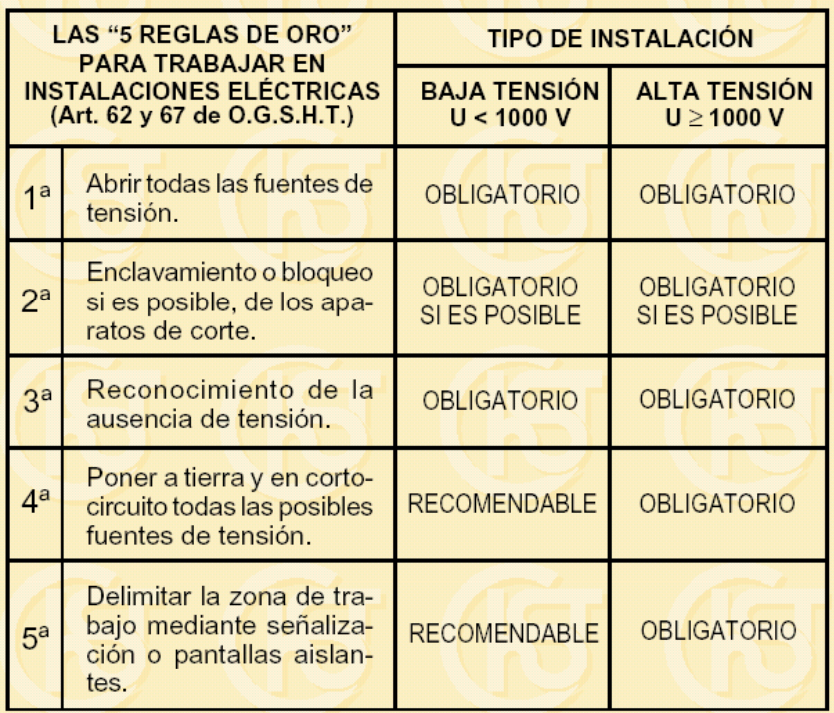 LAS “5 REGLAS DE ORO”
PARA TRABAJAR EN
INSTALACIONES ELÉCTRICAS
(Art. 62 y 67 de O.G.S.H.T.)
TIPO DE INSTALACIÓN
BAJA TENSIÓN
U < 1000 V
ALTA TENSIÓN
U ≥ 1000 V
1ª
Abrir todas las fuentes de
tensión.
OBLIGATORIO
OBLIGATORIO
2ª
Enclavamiento o bloqueo
si es posible, de los apa-
ratos de corte.
OBLIGATORIO
SI ES POSIBLE
OBLIGATORIO
SI ES POSIBLE
3ª
Reconocimiento de la
ausencia de tensión.
OBLIGATORIO
OBLIGATORIO
4ª
Poner a tierra y en corto-
circuito todas las posibles
fuentes de tensión.
RECOMENDABLE
OBLIGATORIO
5ª
Delimitar la zona de tra-
bajo mediante señaliza-
ción o pantallas aislan-
tes.
RECOMENDABLE
OBLIGATORIO